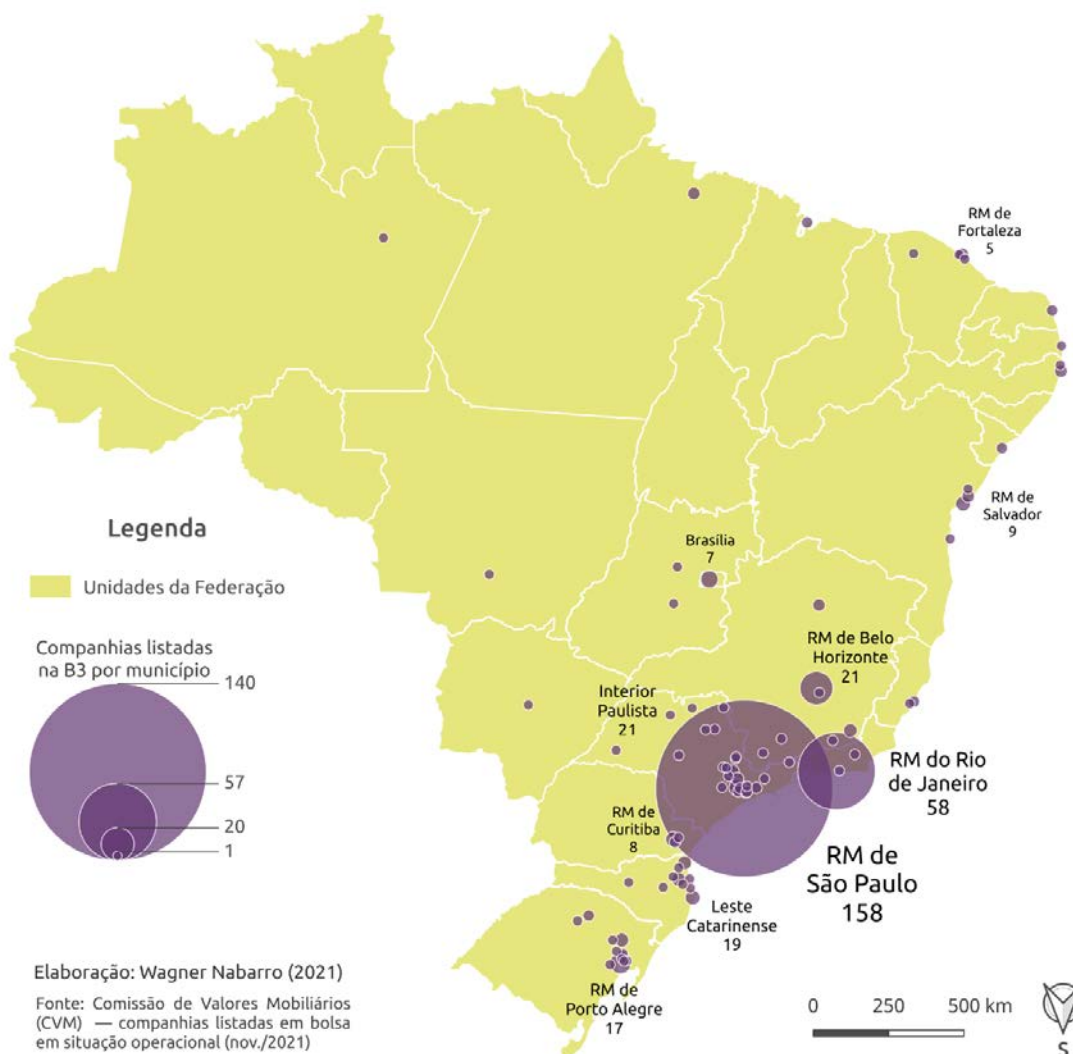 RM de
Fortaleza
5
RM de
Salvador
9
Brasília
7
RM de Belo
Horizonte
21
Interior
Paulista
21
RM do Rio
de Janeiro
58
RM de
Curitiba
8
RM de
São Paulo
158
Leste
Catarinense
19
RM de
Porto Alegre
17
Legenda
Unidades da Federação
Companhias listadas
na B3 por município
140
57
20
1
Elaboração: Wagner Nabarro (2021)
Fonte: Comissão de Valores Mobiliários
(CVM) — companhias listadas em bolsa
em situação operacional (nov./2021)
0 250 500 km
S